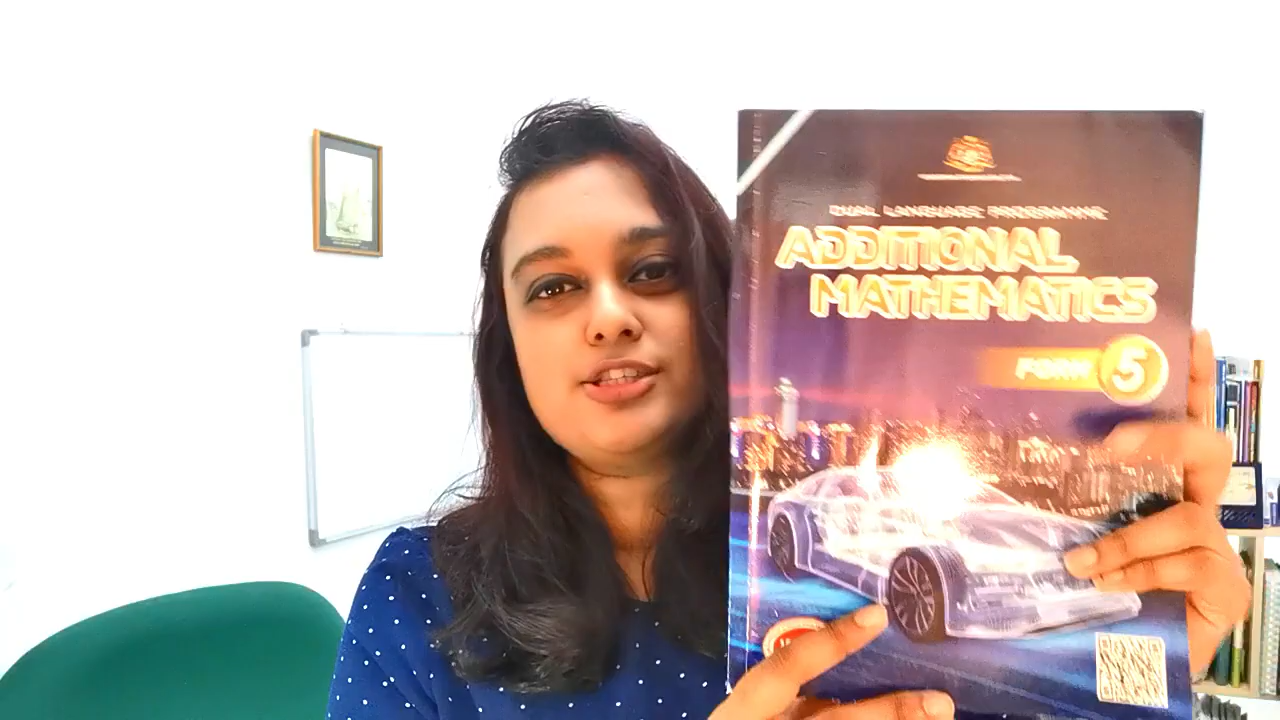 DUAL LANGUAGE PROGRAMME
ADDITIONAL
MATHEMATICS
FORM 5